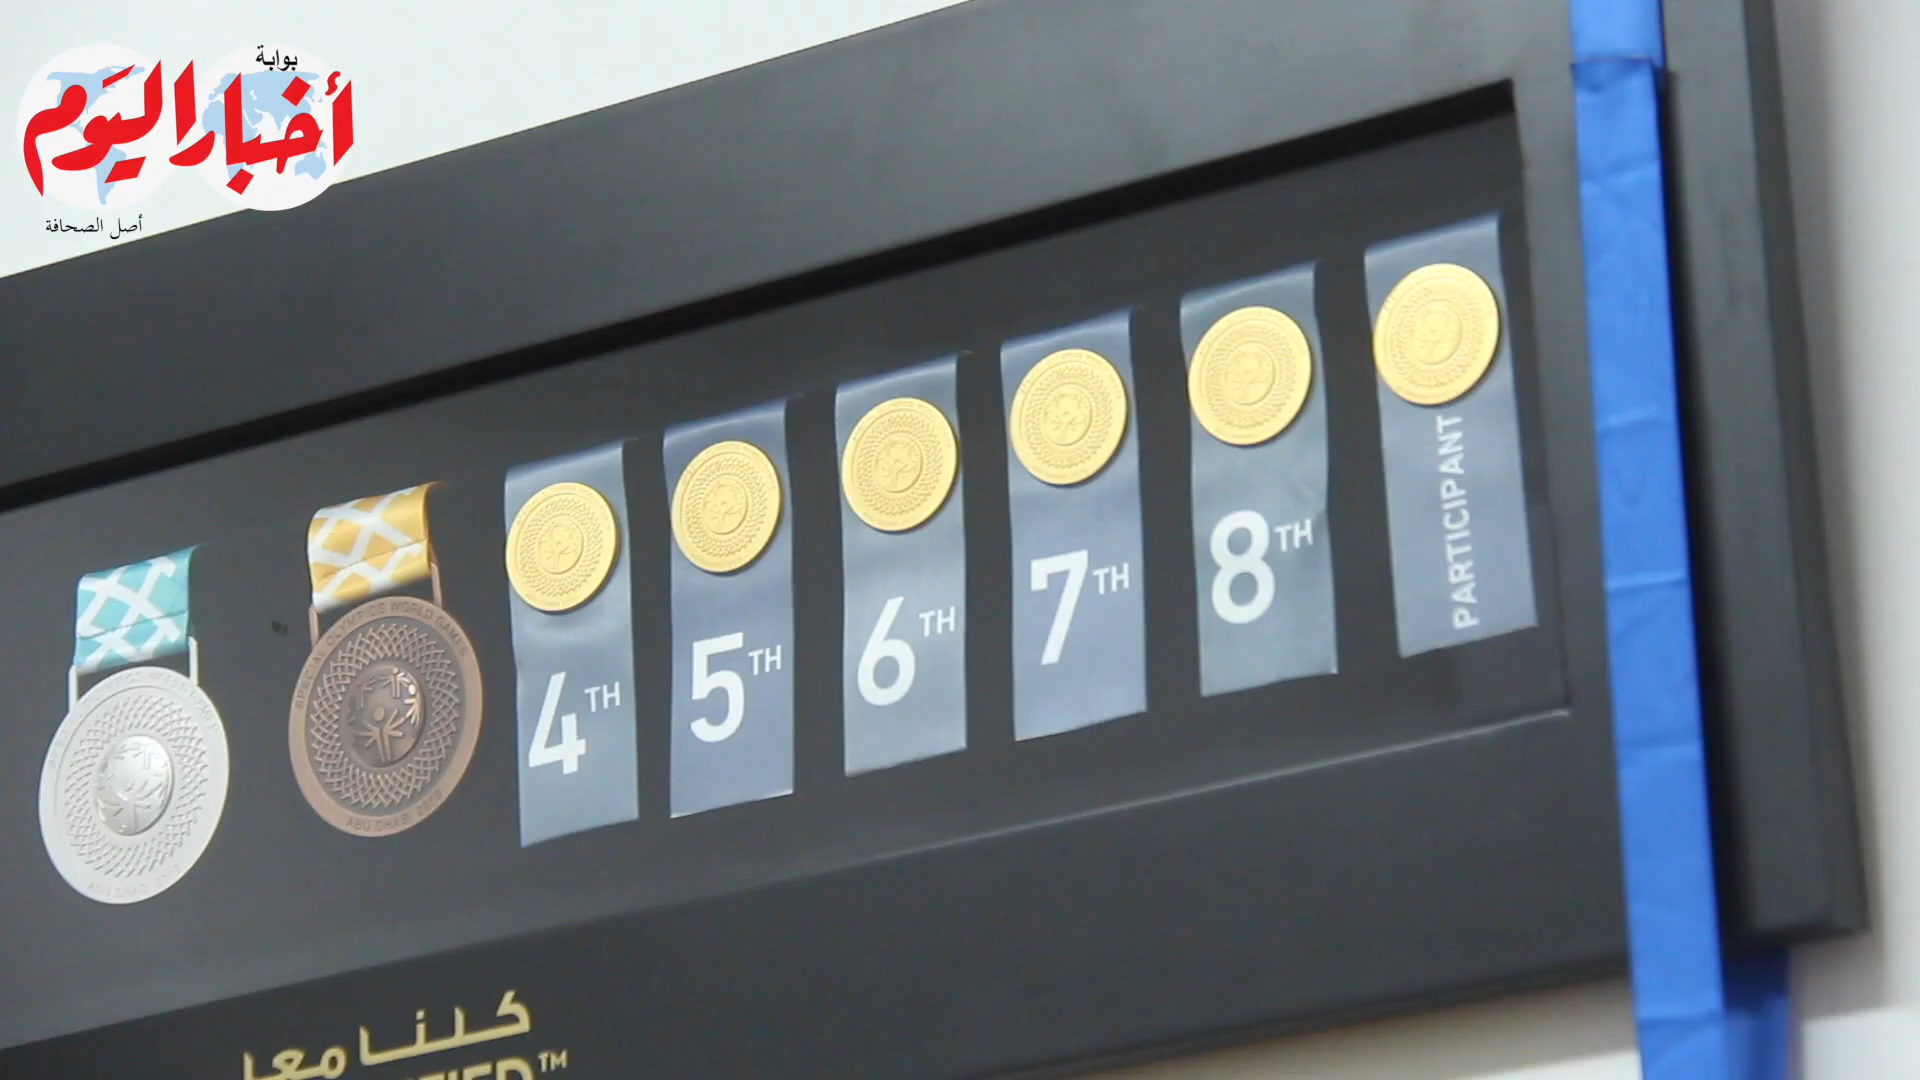 بوابة
أخبار اليوم
أصل الصحافة
SPECIAL OLYMPICS WORLD GAMES
ABU DHABI 2019
4TH
5TH
6TH
7TH
8TH
PARTICIPANT
كلنا معا